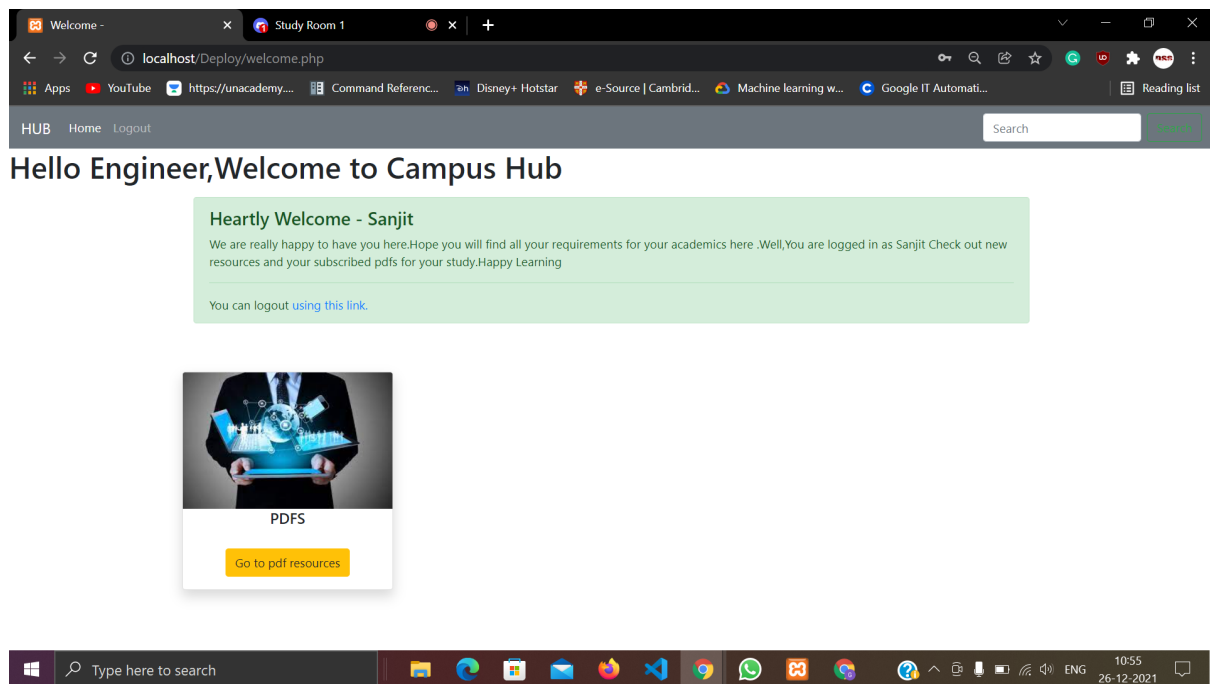 Welcome -
Study Room 1
localhost/Deploy/welcome.php
Apps YouTube https://unacademy.... Command Referenc... Disney+ Hotstar e-Source | Cambrid... Machine learning w... Google IT Automati... Reading list
HUB Home Logout Search Search
Hello Engineer,Welcome to Campus Hub
Heartly Welcome - Sanjit
We are really happy to have you here.Hope you will find all your requirements for your academics here .Well,You are logged in as Sanjit Check out new
resources and your subscribed pdfs for your study.Happy Learning
You can logout using this link.
PDFS
Go to pdf resources
Type here to search
ENG
10:55
26-12-2021